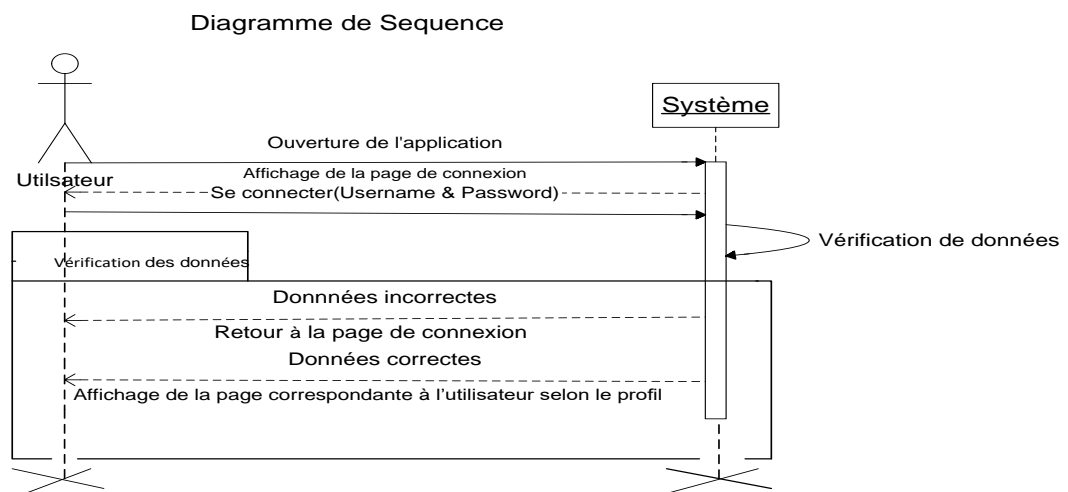 Diagramme de Sequence
Système
Ouverture de l'application
Utilsateur
Affichage de la page de connexion
Se connecter(Username & Password)
Vérification de données
Vérification des données
Donnnées incorrectes
Retour à la page de connexion
Données correctes
Affichage de la page correspondante à l'utilisateur selon le profil